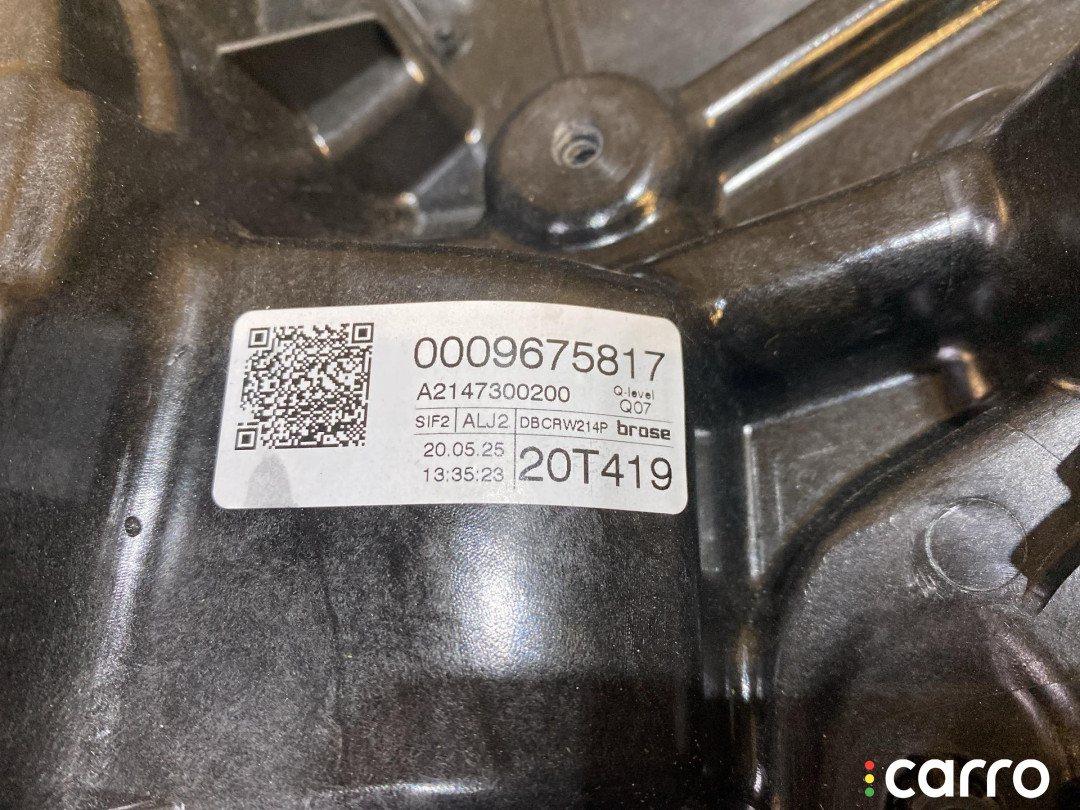 0009675817
A2147300200
Q-level
Q07
SIF2 ALJ2 DBCRW214P brose
20.05.25
13:35:23
20T419
carro